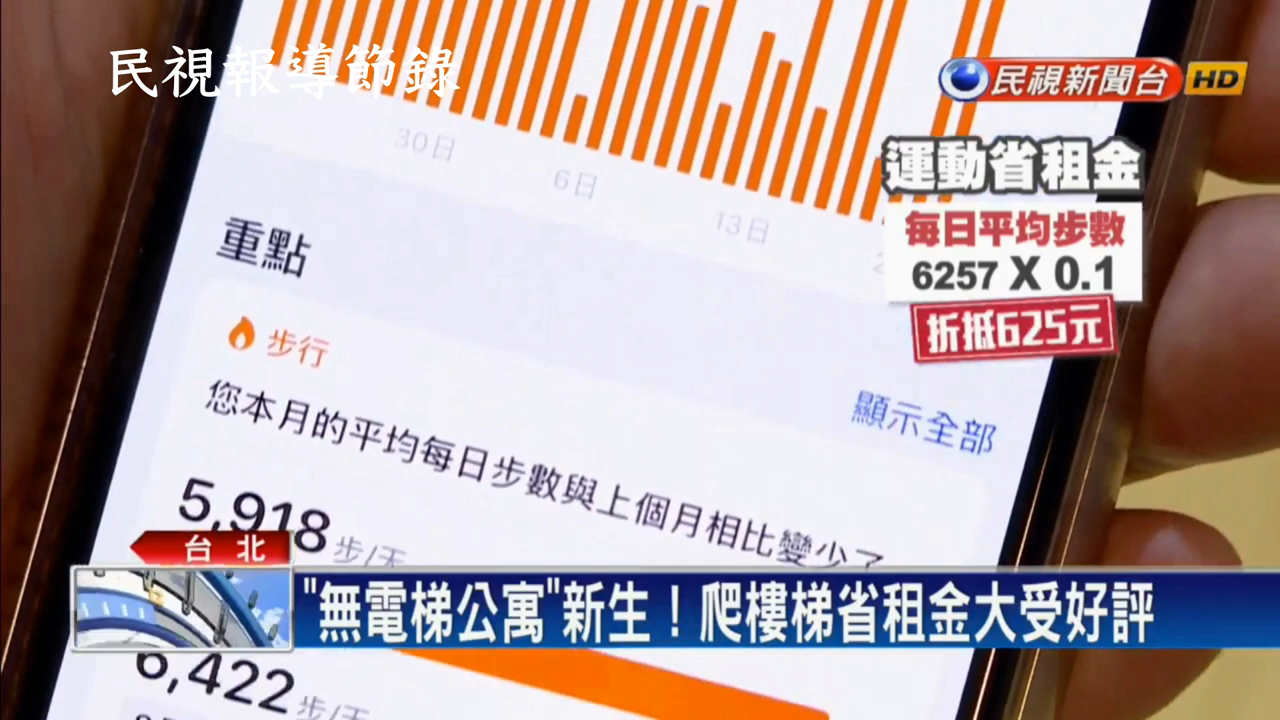 民視報導節錄
民視新聞台 HD
30日
6日
13日
運動省租金
每日平均步數
6257 X 0.1
折抵625元
重點
步行
顯示全部
您本月的平均每日步數與上個月相比變少了
5,918 步/天
台北
"無電梯公寓"新生！爬樓梯省租金大受好評
6,422 步/天